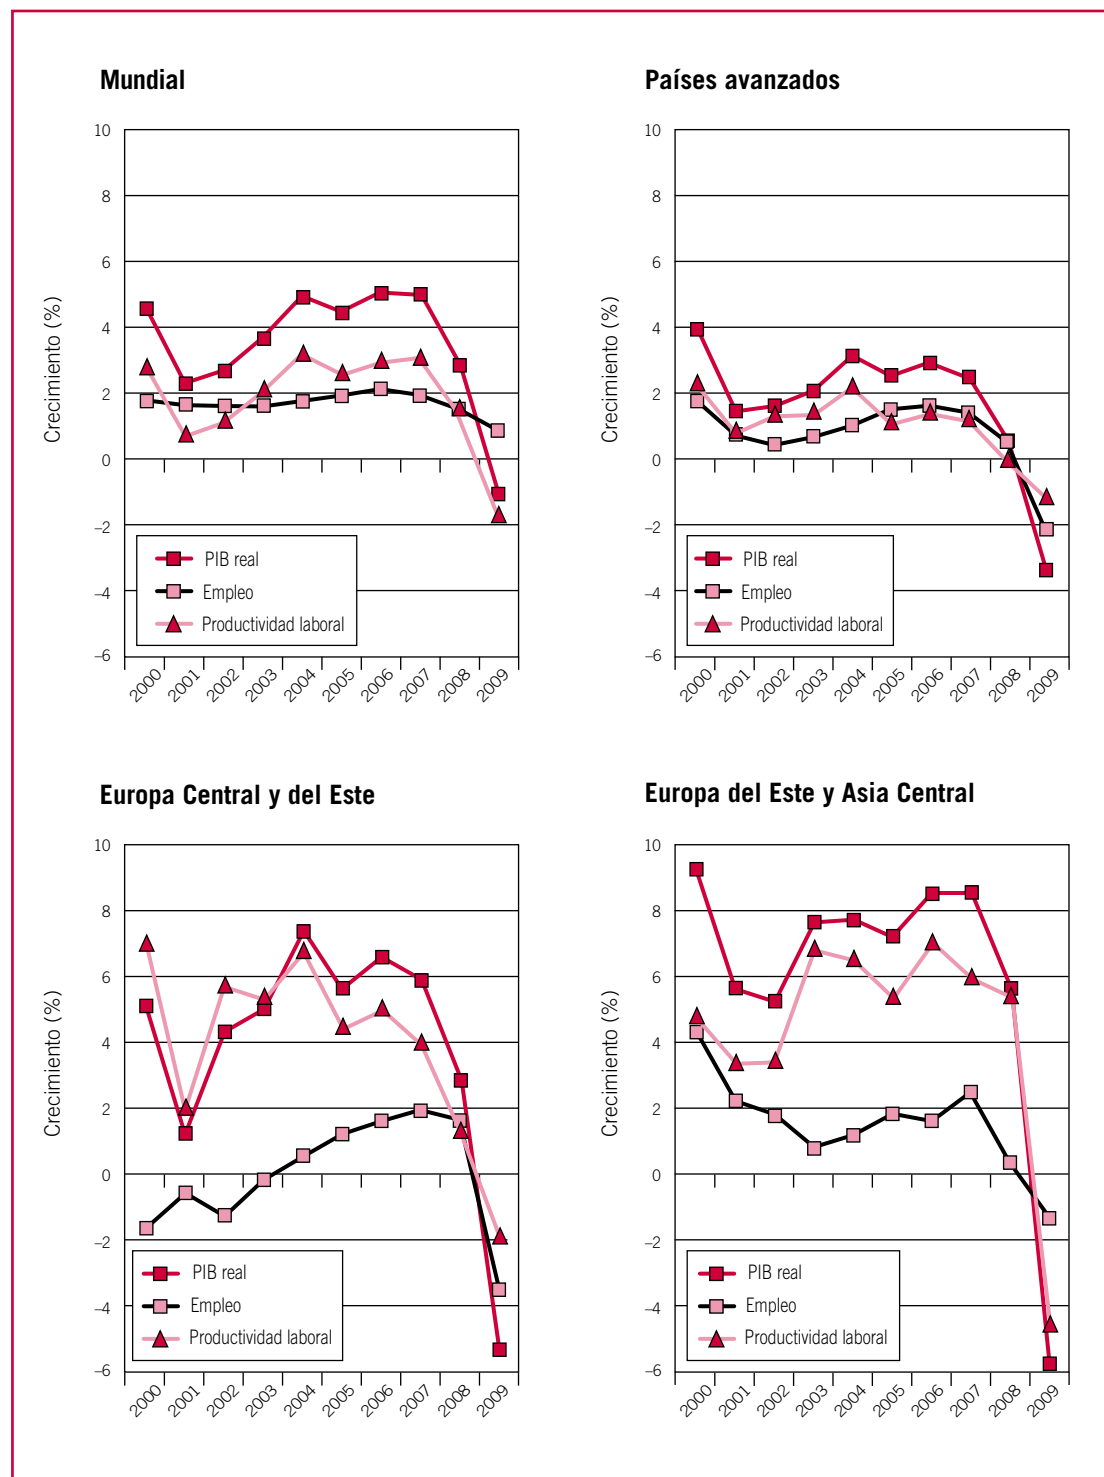 Mundial
Crecimiento (%)
10
8
6
4
2
0
–2
–4
–6
PIB real
Empleo
Productividad laboral
2000 2001 2002 2003 2004 2005 2006 2007 2008 2009
Países avanzados
Crecimiento (%)
10
8
6
4
2
0
–2
–4
–6
PIB real
Empleo
Productividad laboral
2000 2001 2002 2003 2004 2005 2006 2007 2008 2009
Europa Central y del Este
Crecimiento (%)
10
8
6
4
2
0
–2
–4
–6
PIB real
Empleo
Productividad laboral
2000 2001 2002 2003 2004 2005 2006 2007 2008 2009
Europa del Este y Asia Central
Crecimiento (%)
10
8
6
4
2
0
–2
–4
–6
PIB real
Empleo
Productividad laboral
2000 2001 2002 2003 2004 2005 2006 2007 2008 2009